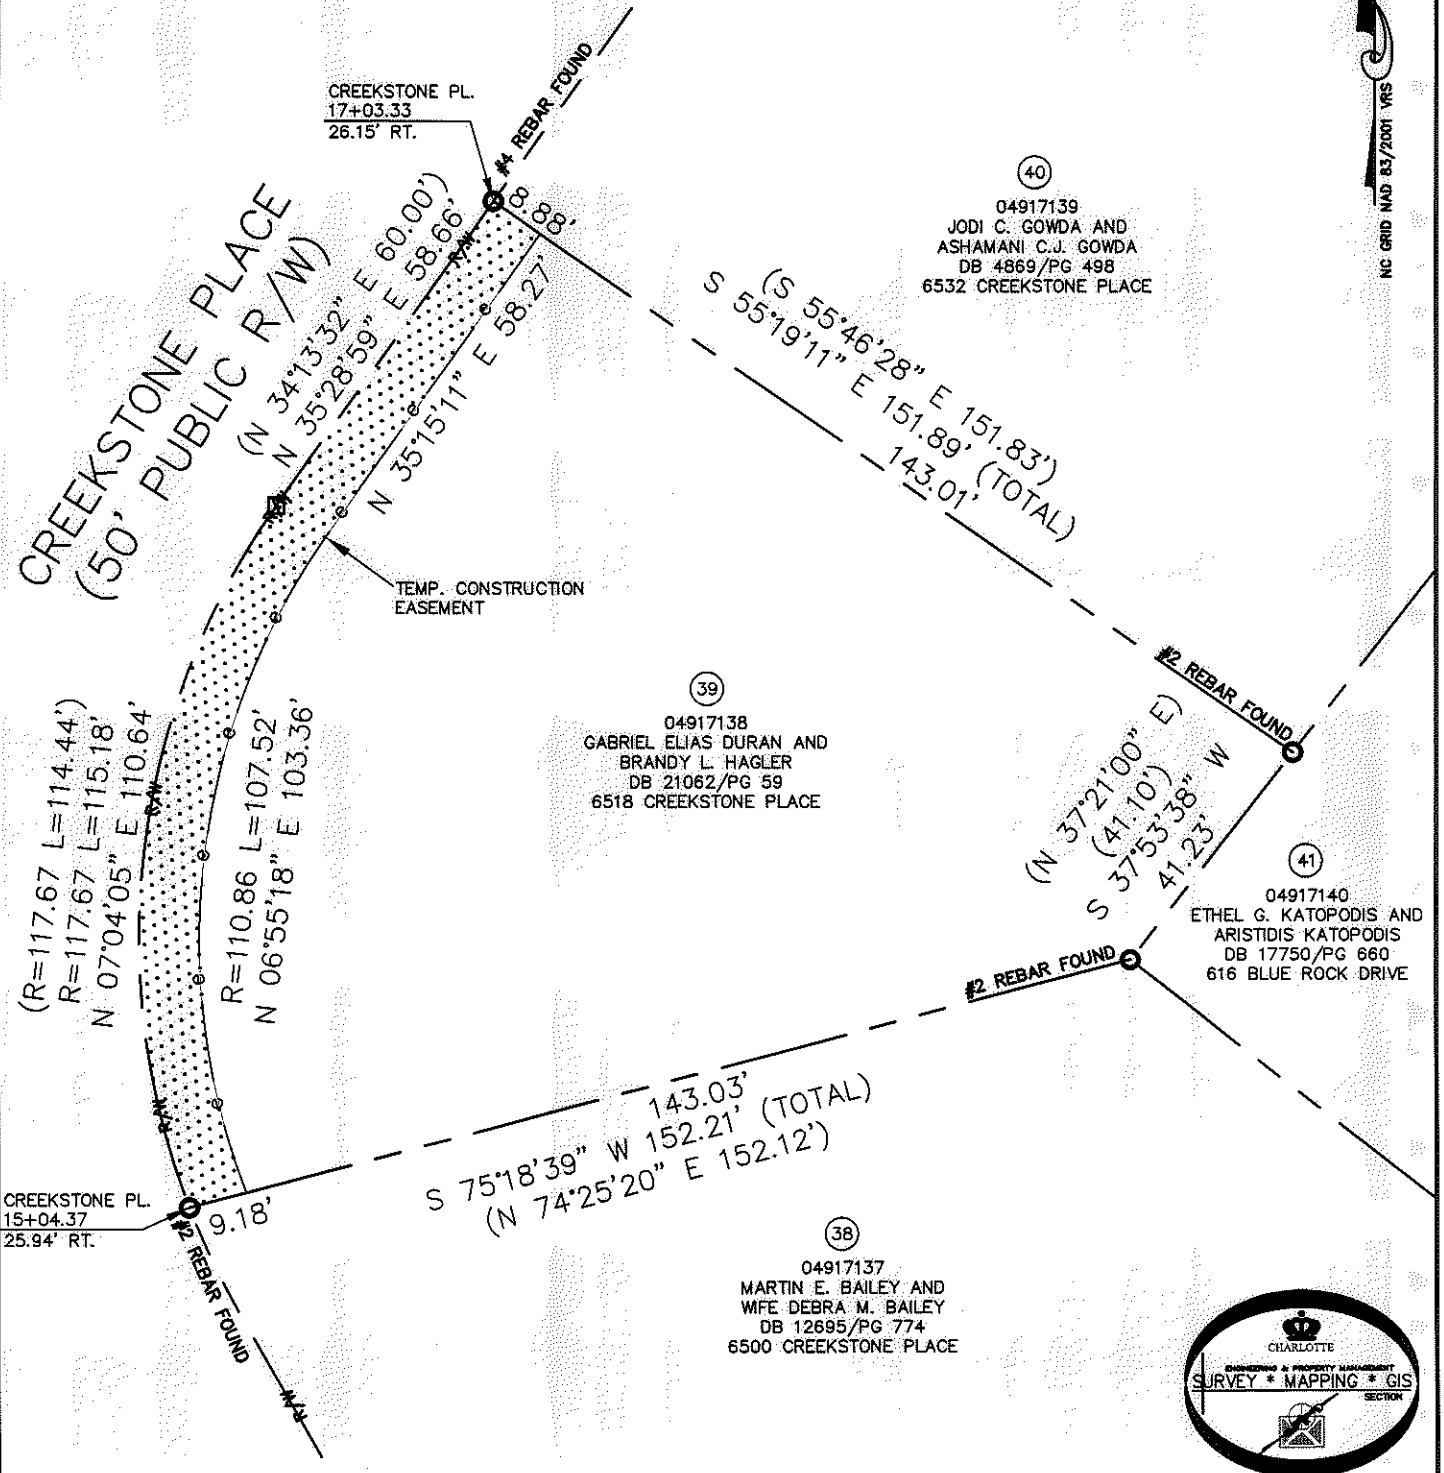 CREEKSTONE PL.
17+03.33
26.15' RT.
#4 REBAR FOUND
NC GRID NAD 83/2001 VRS
CREEKSTONE PLACE
(50' PUBLIC R/W)
(N 34°13'32" E 60.00')
N 35°28'59" E 58.66'
R/W
8.88'
N 35°15'11" E 58.27'
40
04917139
JODI C. GOWDA AND
ASHAMANI C.J. GOWDA
DB 4869/PG 498
6532 CREEKSTONE PLACE
(S 55°46'28" E 151.83')
S 55°19'11" E 151.89' (TOTAL)
143.01'
TEMP. CONSTRUCTION
EASEMENT
#2 REBAR FOUND
39
04917138
GABRIEL ELIAS DURAN AND
BRANDY L. HAGLER
DB 21062/PG 59
6518 CREEKSTONE PLACE
(R=117.67 L=114.44')
R=117.67 L=115.18'
N 07°04'05" E 110.64'
R/W
R=110.86 L=107.52'
N 06°55'18" E 103.36'
(N 37°21'00" E)
(41.10')
S 37°53'38" W
41.23'
41
04917140
ETHEL G. KATOPODIS AND
ARISTIDIS KATOPODIS
DB 17750/PG 660
616 BLUE ROCK DRIVE
#2 REBAR FOUND
R/W
143.03'
S 75°18'39" W 152.21' (TOTAL)
(N 74°25'20" E 152.12')
CREEKSTONE PL.
15+04.37
25.94' RT.
9.18'
#2 REBAR FOUND
R/W
38
04917137
MARTIN E. BAILEY AND
WIFE DEBRA M. BAILEY
DB 12695/PG 774
6500 CREEKSTONE PLACE
CHARLOTTE
ENGINEERING & PROPERTY MANAGEMENT
SURVEY * MAPPING * GIS
SECTION